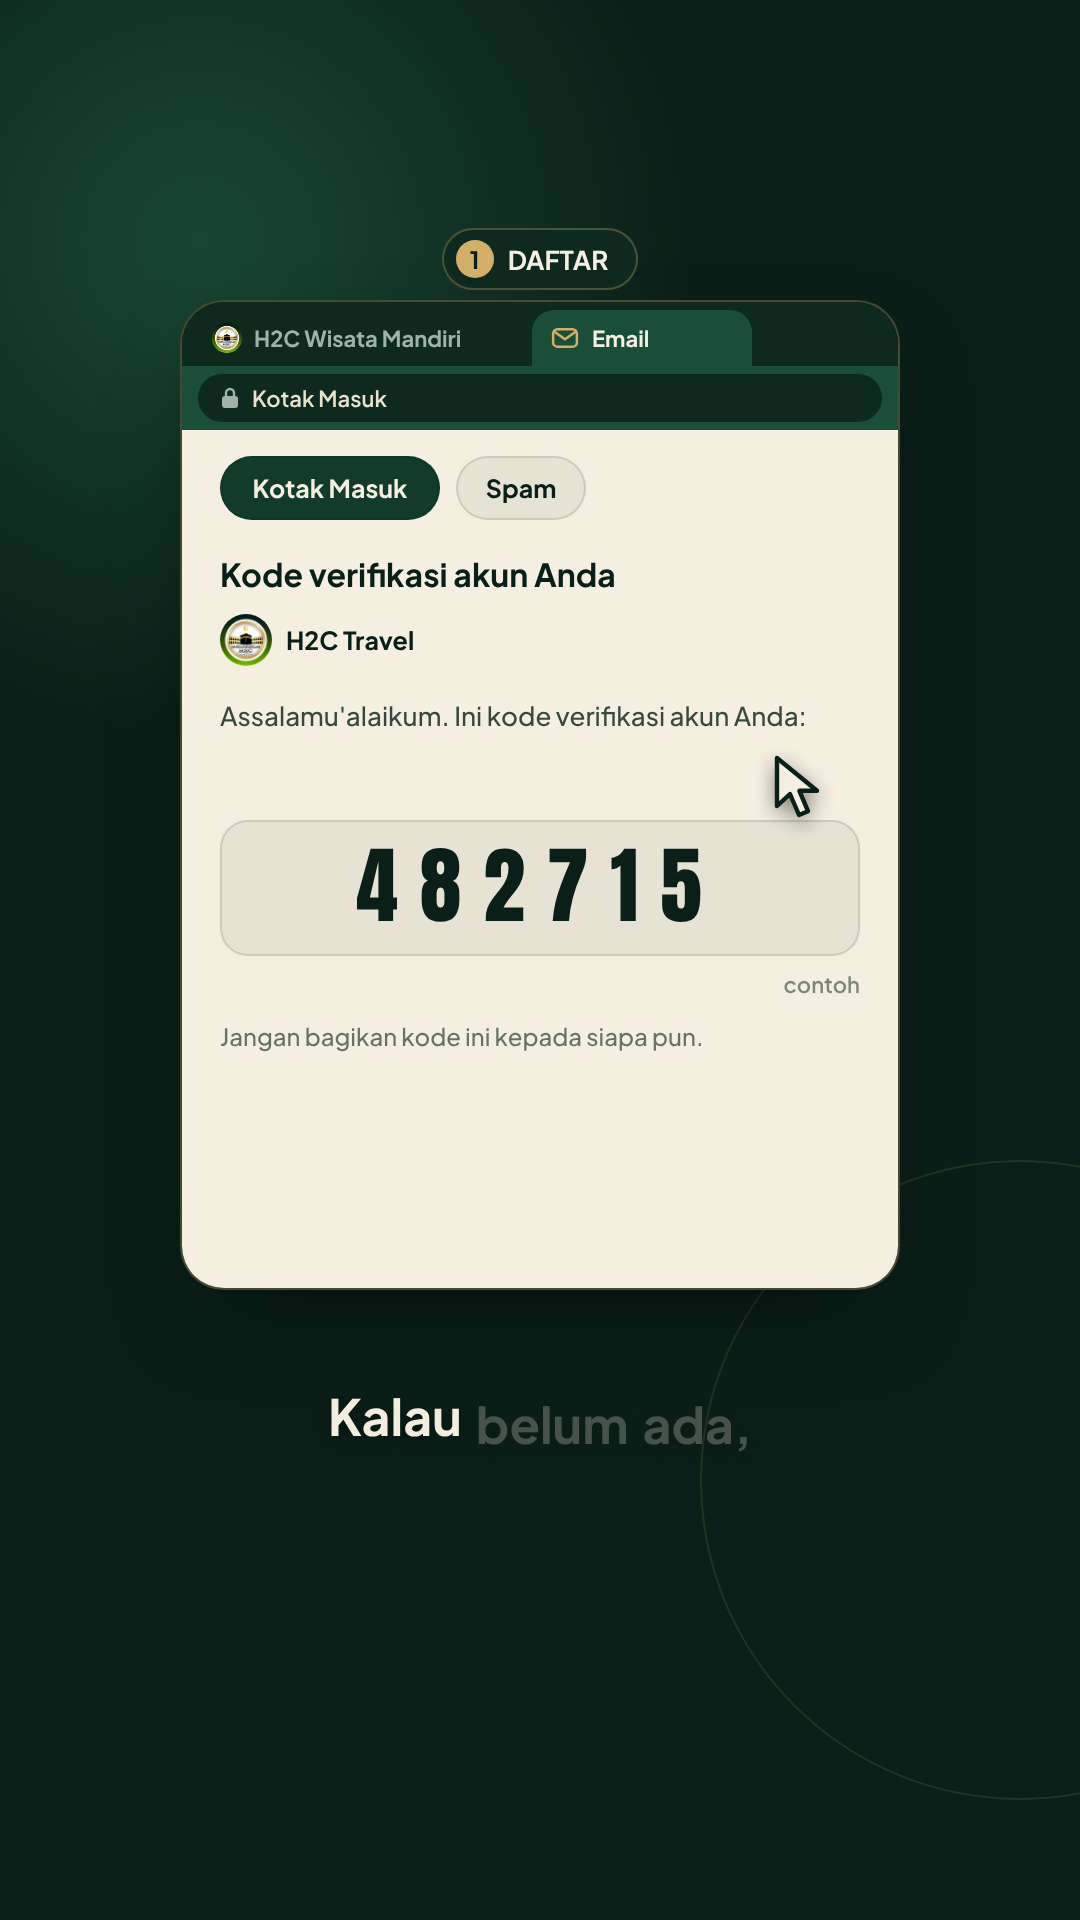 1 DAFTAR
H2C Wisata Mandiri
Email
Kotak Masuk
Kotak Masuk
Spam
Kode verifikasi akun Anda
H2C Travel
Assalamu'alaikum. Ini kode verifikasi akun Anda:
482715
contoh
Jangan bagikan kode ini kepada siapa pun.
Kalau belum ada,